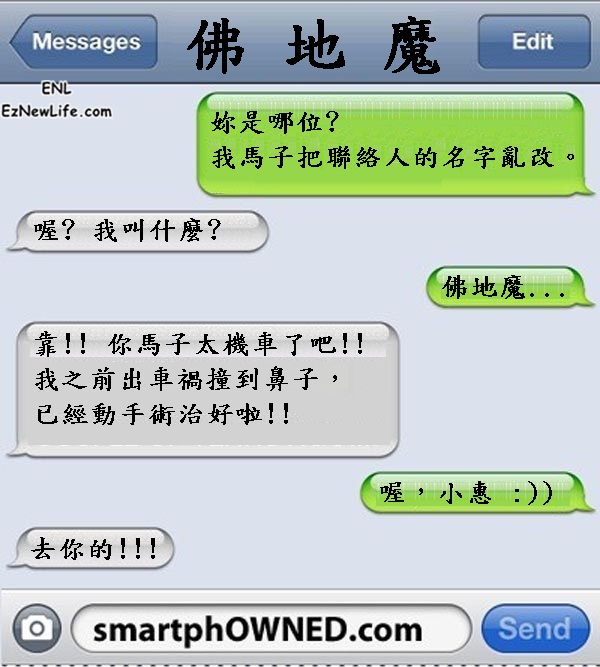 Messages
佛地魔
Edit
ENL
EzNewLife.com
妳是哪位?
我馬子把聯絡人的名字亂改。
喔? 我叫什麼?
佛地魔...
靠!! 你馬子太機車了吧!!
我之前出車禍撞到鼻子，
已經動手術治好啦!!
喔，小惠 :))
去你的!!!
smartphOWNED.com
Send